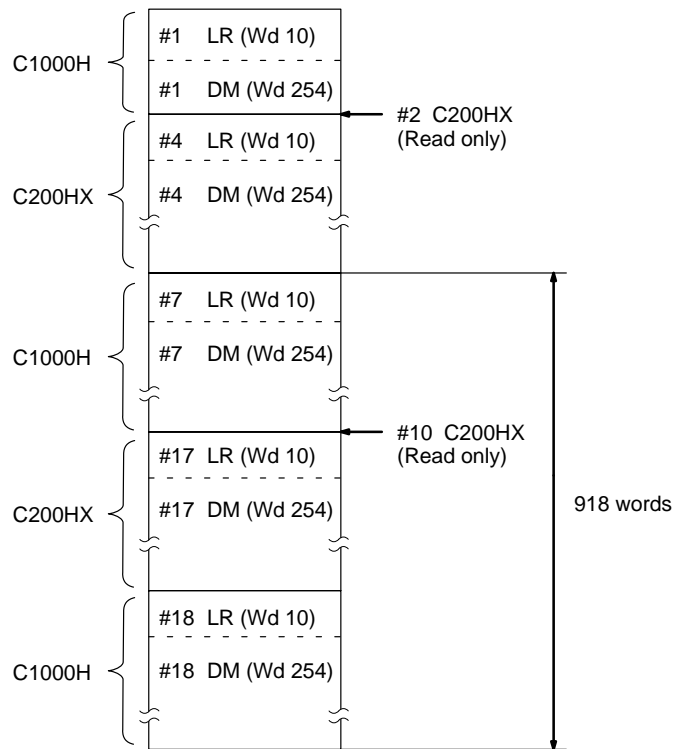 C1000H
#1 LR (Wd 10)
#1 DM (Wd 254)
#2 C200HX
(Read only)
C200HX
#4 LR (Wd 10)
#4 DM (Wd 254)
C1000H
#7 LR (Wd 10)
#7 DM (Wd 254)
#10 C200HX
(Read only)
C200HX
#17 LR (Wd 10)
#17 DM (Wd 254)
918 words
C1000H
#18 LR (Wd 10)
#18 DM (Wd 254)